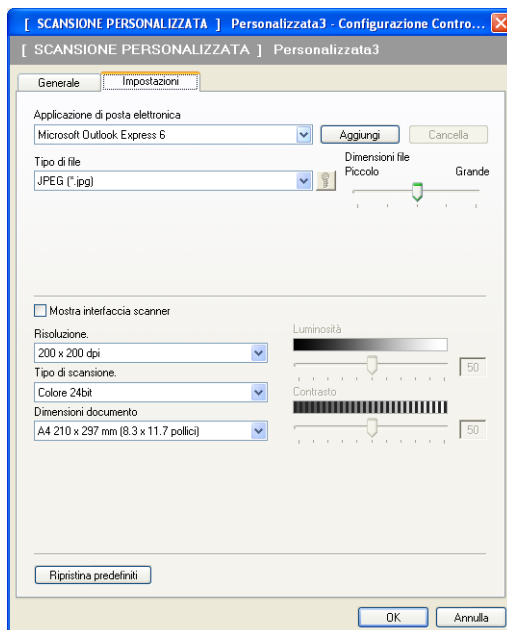 [ SCANSIONE PERSONALIZZATA ]   Personalizzata3 - Configurazione Contro...
[ SCANSIONE PERSONALIZZATA ]   Personalizzata3
Generale   Impostazioni
Applicazione di posta elettronica
Microsoft Outlook Express 6   Aggiungi   Cancella
Tipo di file   Dimensioni file
JPEG (*.jpg)   Piccolo   Grande
Mostra interfaccia scanner
Risoluzione.   Luminosità
200 x 200 dpi   50
Tipo di scansione.
Colore 24bit   Contrasto
Dimensioni documento
A4 210 x 297 mm (8.3 x 11.7 pollici)   50
Ripristina predefiniti
OK   Annulla